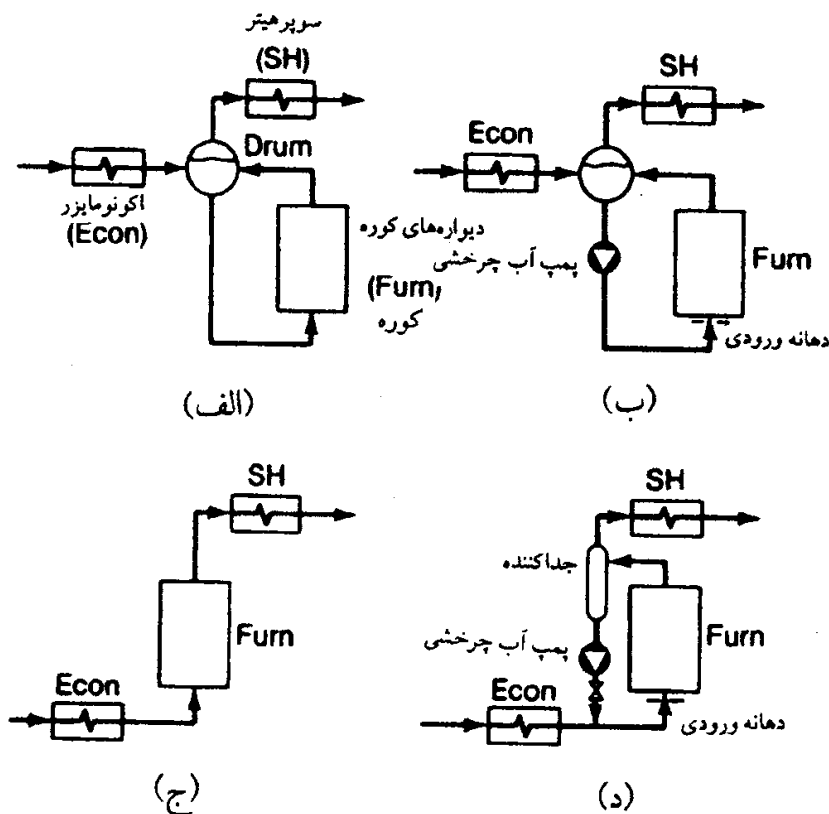 سوپرهیتر
(SH)
Drum
اکونومایزر
(Econ)
دیواره‌های کوره
(Furn)
کوره
(الف)
SH
Econ
پمپ آب چرخشی
Furn
دهانه ورودی
(ب)
SH
Furn
Econ
(ج)
SH
جداکننده
Furn
پمپ آب چرخشی
Econ
دهانه ورودی
(د)